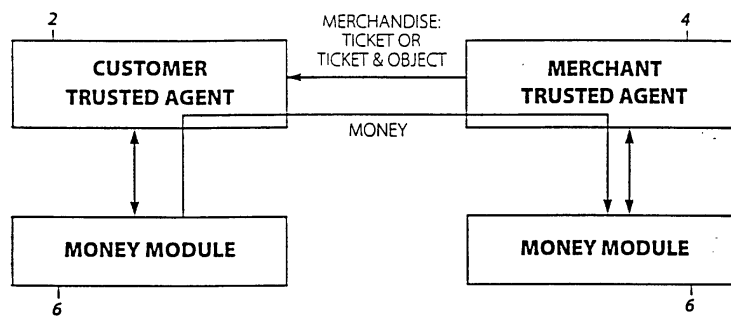 2
MERCHANDISE:
TICKET OR
TICKET & OBJECT
4
CUSTOMER
TRUSTED AGENT
MERCHANT
TRUSTED AGENT
MONEY
MONEY MODULE
MONEY MODULE
6
6